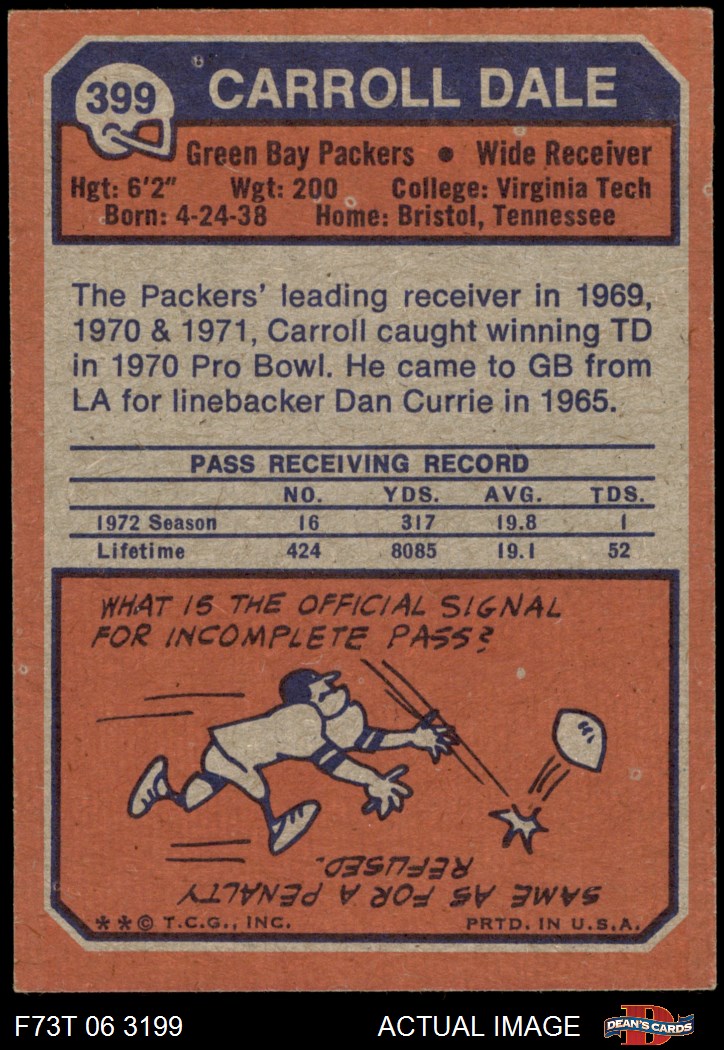 399
CARROLL DALE
Green Bay Packers • Wide Receiver
Hgt: 6'2" Wgt: 200 College: Virginia Tech
Born: 4-24-38 Home: Bristol, Tennessee
The Packers' leading receiver in 1969,
1970 & 1971, Carroll caught winning TD
in 1970 Pro Bowl. He came to GB from
LA for linebacker Dan Currie in 1965.
PASS RECEIVING RECORD
NO. YDS. AVG. TDS.
1972 Season 16 317 19.8 1
Lifetime 424 8085 19.1 52
WHAT IS THE OFFICIAL SIGNAL
FOR INCOMPLETE PASS?
SAME AS FOR A PENALTY
REFUSED.
** © T.C.G., INC. PRTD. IN U.S.A.
F73T 06 3199 ACTUAL IMAGE
D
DEAN'S CARDS